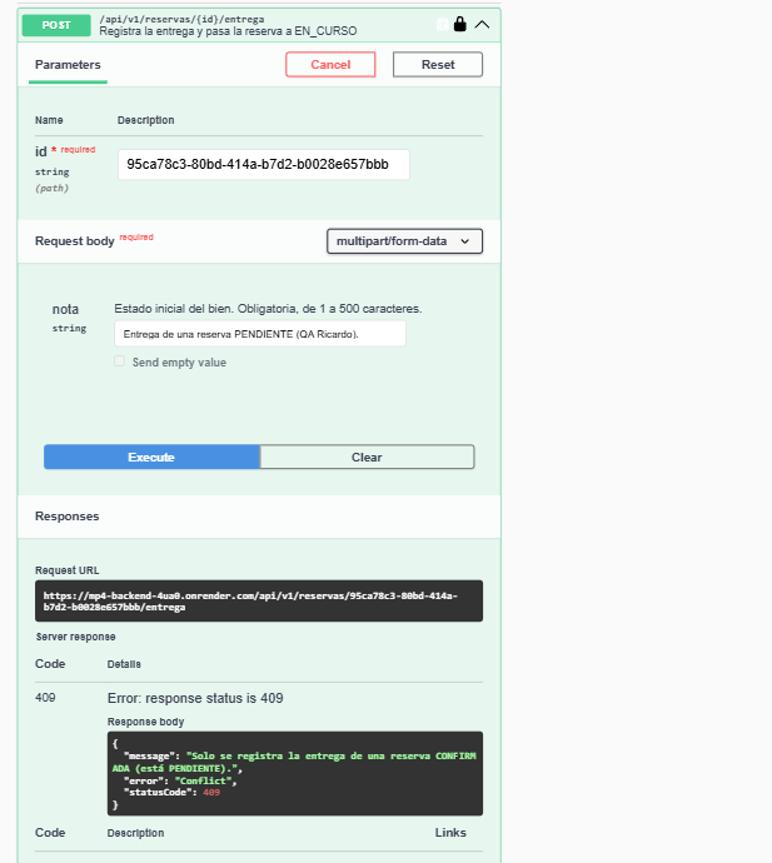 POST /api/v1/reservas/{id}/entrega
Registra la entrega y pasa la reserva a EN_CURSO
Parameters Cancel Reset
Name Description
id * required
string
(path)
95ca78c3-80bd-414a-b7d2-b0028e657bbb
Request body required multipart/form-data
nota
string
Estado inicial del bien. Obligatoria, de 1 a 500 caracteres.
Entrega de una reserva PENDIENTE (QA Ricardo).
Send empty value
Execute Clear
Responses
Request URL
https://mp4-backend-4ua0.onrender.com/api/v1/reservas/95ca78c3-80bd-414a-
b7d2-b0028e657bbb/entrega
Server response
Code Details
409 Error: response status is 409
Response body
{
"message": "Solo se registra la entrega de una reserva CONFIRM
ADA (está PENDIENTE).",
"error": "Conflict",
"statusCode": 409
}
Code Description Links